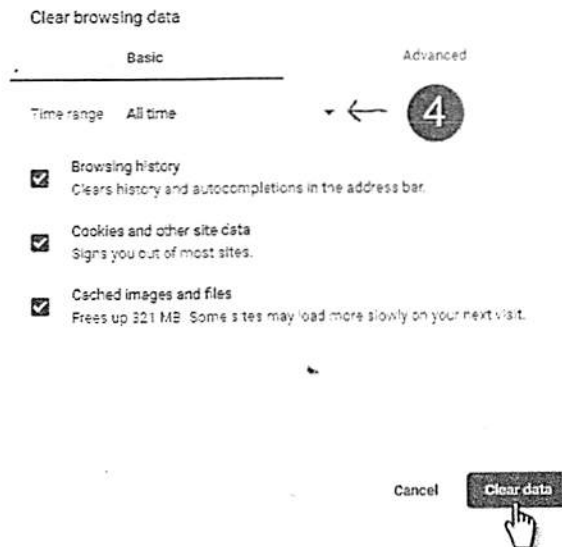 Clear browsing data
Basic
Advanced
Time range All time
4
Browsing history
Clears history and autocompletions in the address bar.
Cookies and other site data
Signs you out of most sites.
Cached images and files
Frees up 321 MB. Some sites may load more slowly on your next visit.
Cancel
Clear data